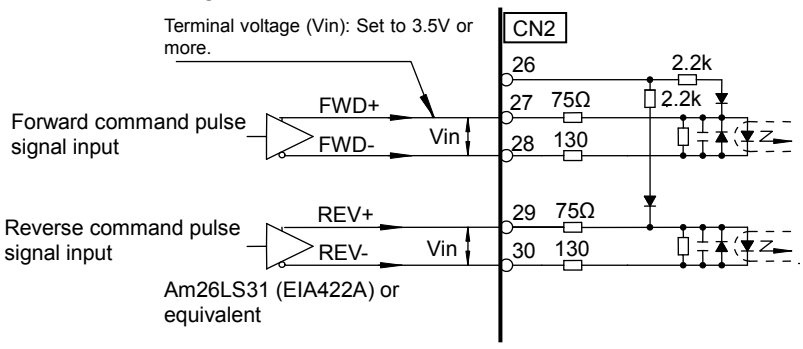 Terminal voltage (Vin): Set to 3.5V or
more.
CN2
26
2.2k
27
75Ω
2.2k
FWD+
Forward command pulse
signal input
Vin
FWD-
28
130
29
75Ω
REV+
Reverse command pulse
signal input
Vin
REV-
30
130
Am26LS31 (EIA422A) or
equivalent